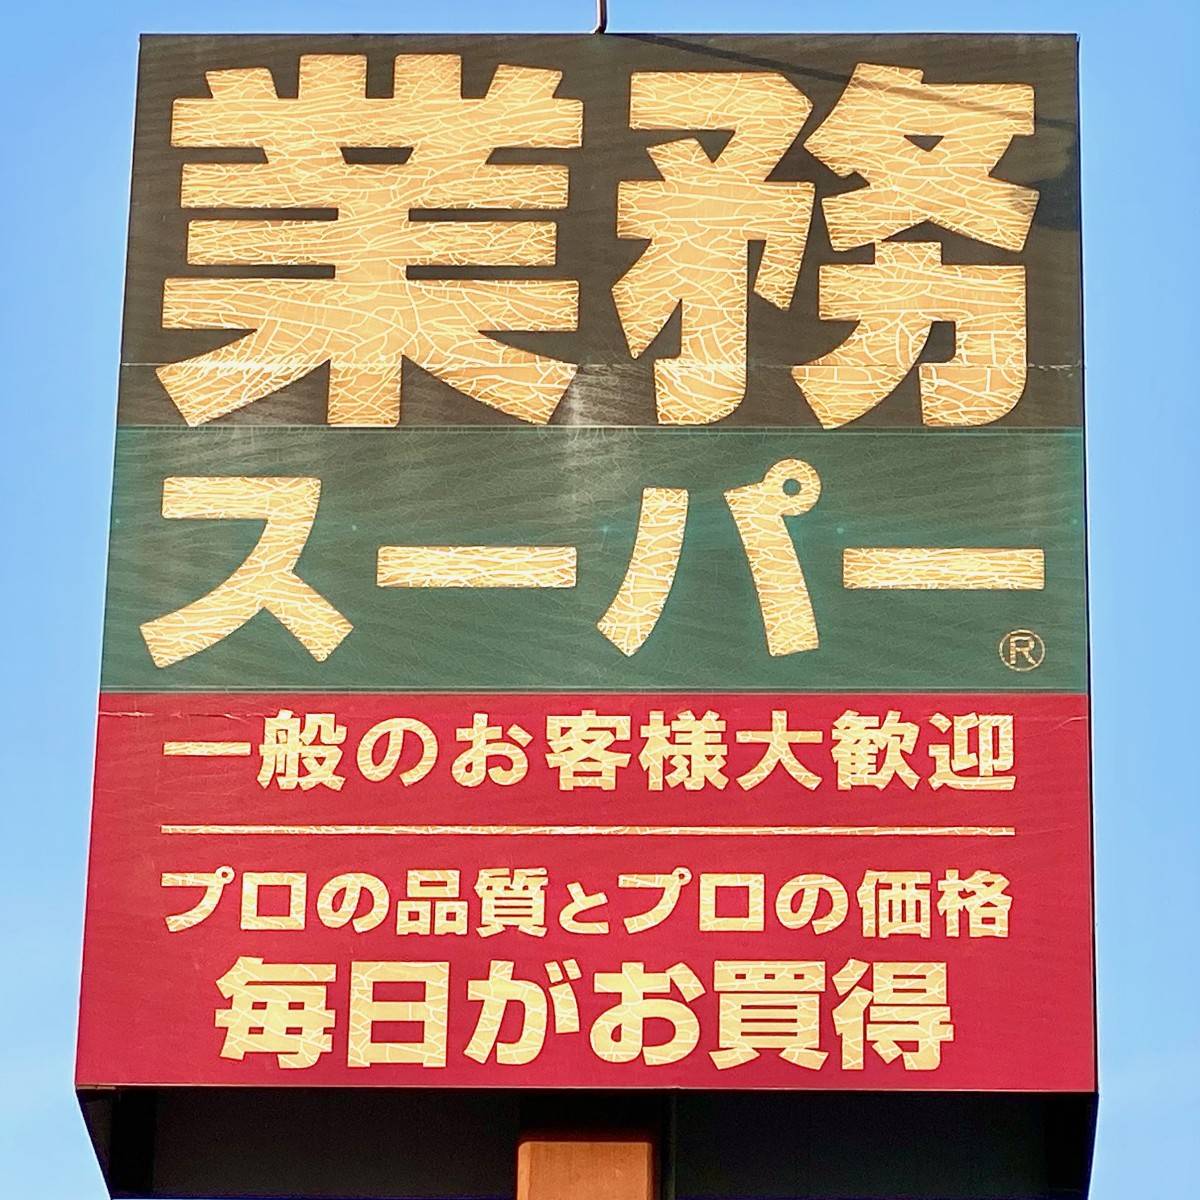 業務
スーパー
®
一般のお客様大歓迎
プロの品質とプロの価格
毎日がお買得